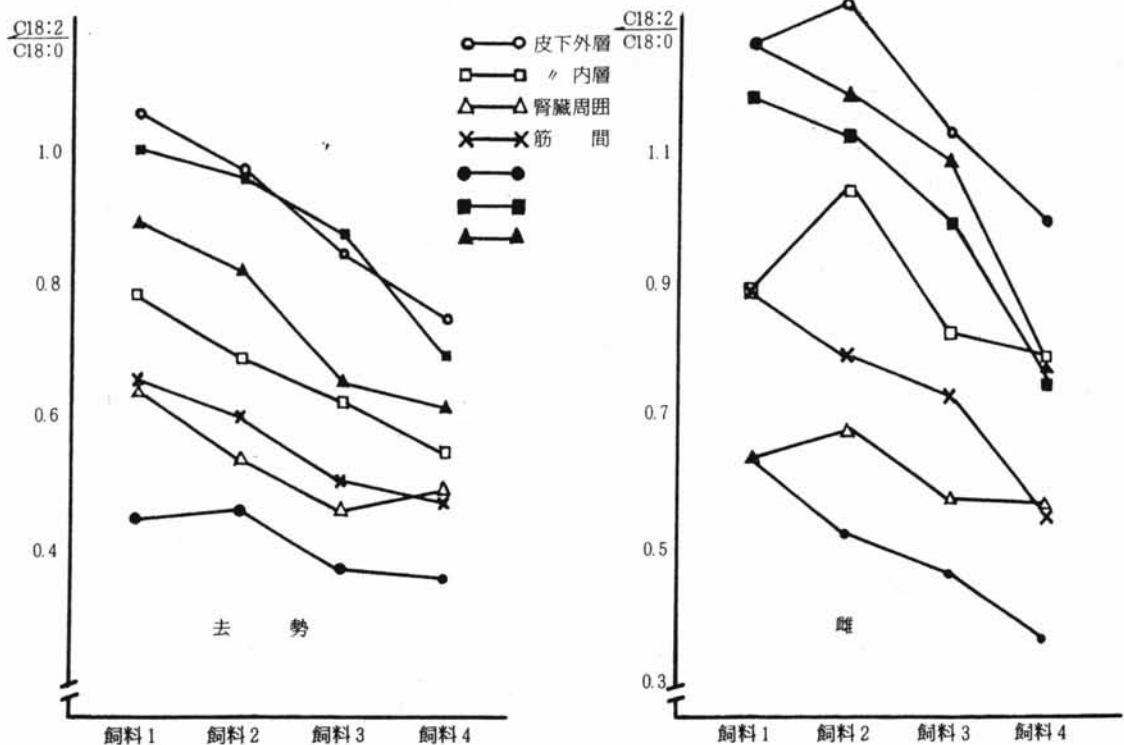 C18:2
C18:0
1.0
0.8
0.6
0.4
去 勢
飼料1 飼料2 飼料3 飼料4
皮下外層
〃 内層
腎臓周囲
筋 間
C18:2
C18:0
1.1
0.9
0.7
0.5
0.3
雌
飼料1 飼料2 飼料3 飼料4